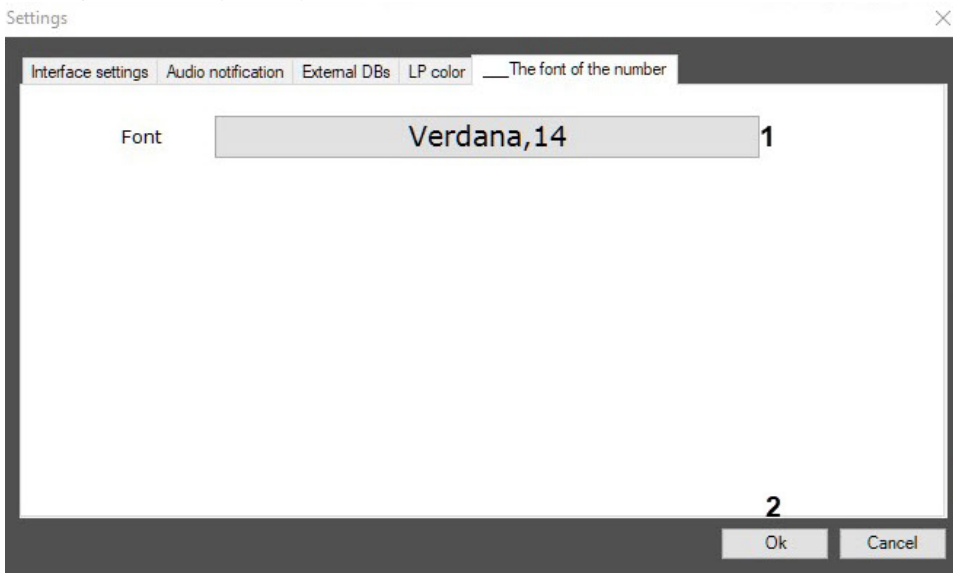 Settings
Interface settings Audio notification External DBs LP color ___The font of the number
Font Verdana,14 1
2
Ok Cancel